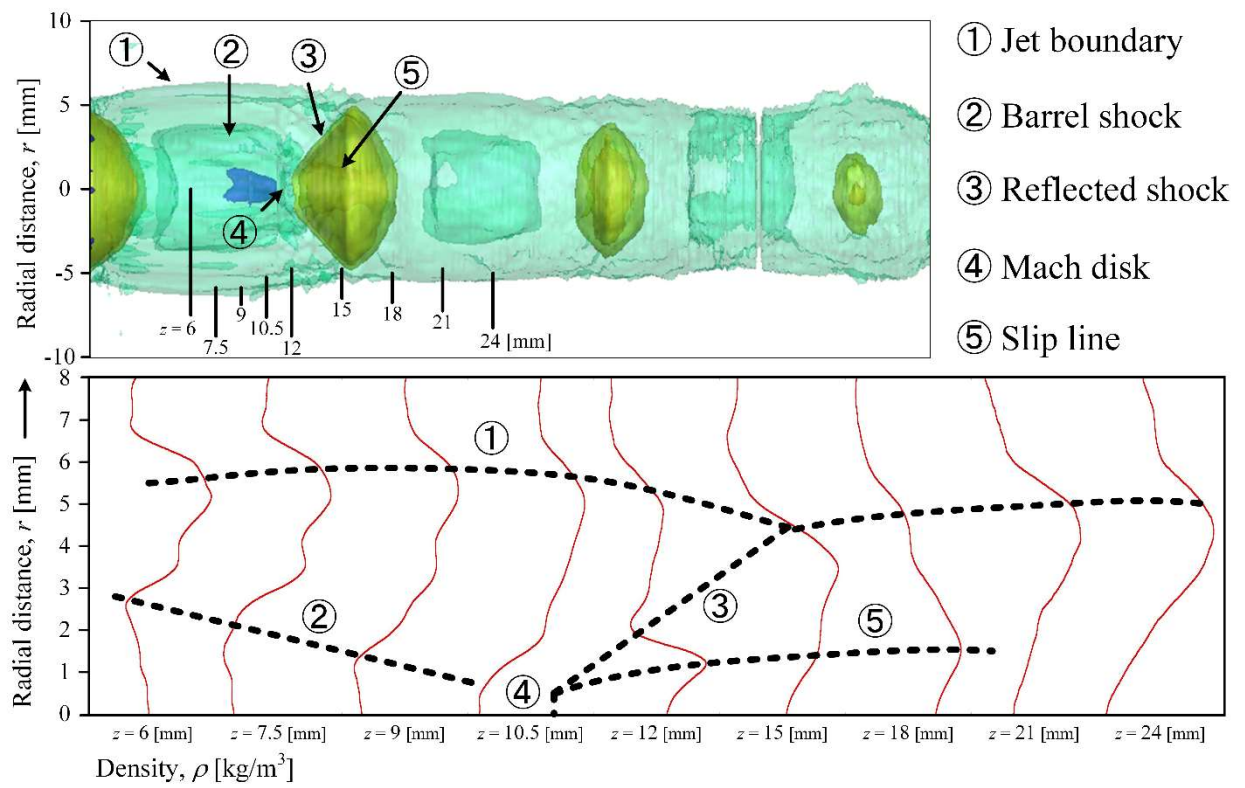 10
5
0
-5
-10
Radial distance, r [mm]
①
②
③
⑤
④
z = 6
7.5
9
10.5
12
15
18
21
24 [mm]
① Jet boundary
② Barrel shock
③ Reflected shock
④ Mach disk
⑤ Slip line
8
7
6
5
4
3
2
1
0
Radial distance, r [mm]
①
②
③
⑤
④
z = 6 [mm]
z = 7.5 [mm]
z = 9 [mm]
z = 10.5 [mm]
z = 12 [mm]
z = 15 [mm]
z = 18 [mm]
z = 21 [mm]
z = 24 [mm]
Density, ρ [kg/m³]